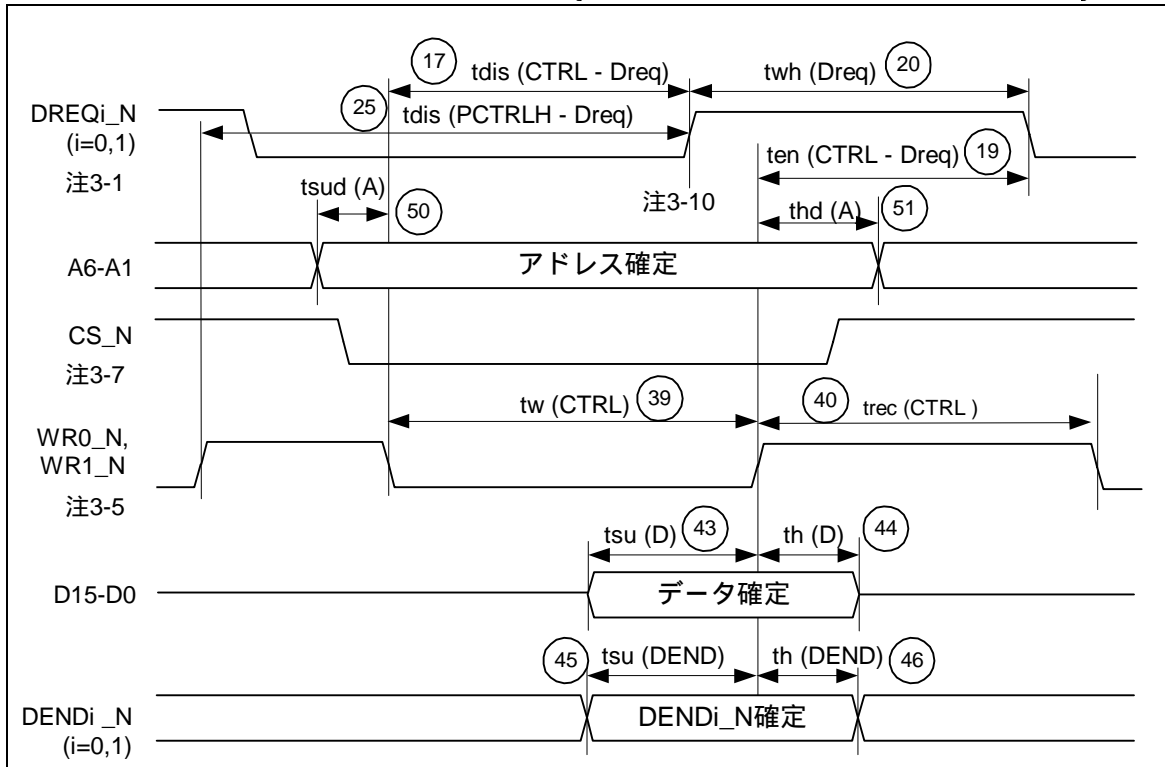 17 tdis (CTRL - Dreq)
twh (Dreq) 20
DREQi_N
(i=0,1)
注3-1
25 tdis (PCTRLH - Dreq)
ten (CTRL - Dreq) 19
注3-10
tsud (A) 50
thd (A) 51
A6-A1
アドレス確定
CS_N
注3-7
tw (CTRL) 39
40 trec (CTRL )
WR0_N,
WR1_N
注3-5
tsu (D) 43
th (D) 44
D15-D0
データ確定
45 tsu (DEND)
th (DEND) 46
DENDi _N
(i=0,1)
DENDi_N確定